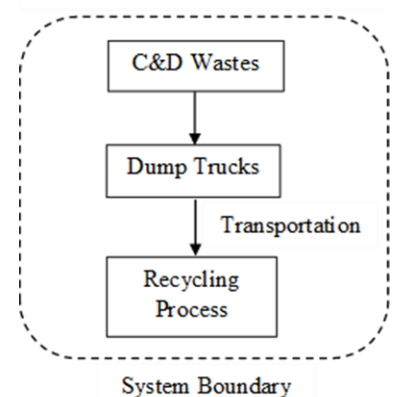 C&D Wastes
Dump Trucks
Transportation
Recycling
Process
System Boundary